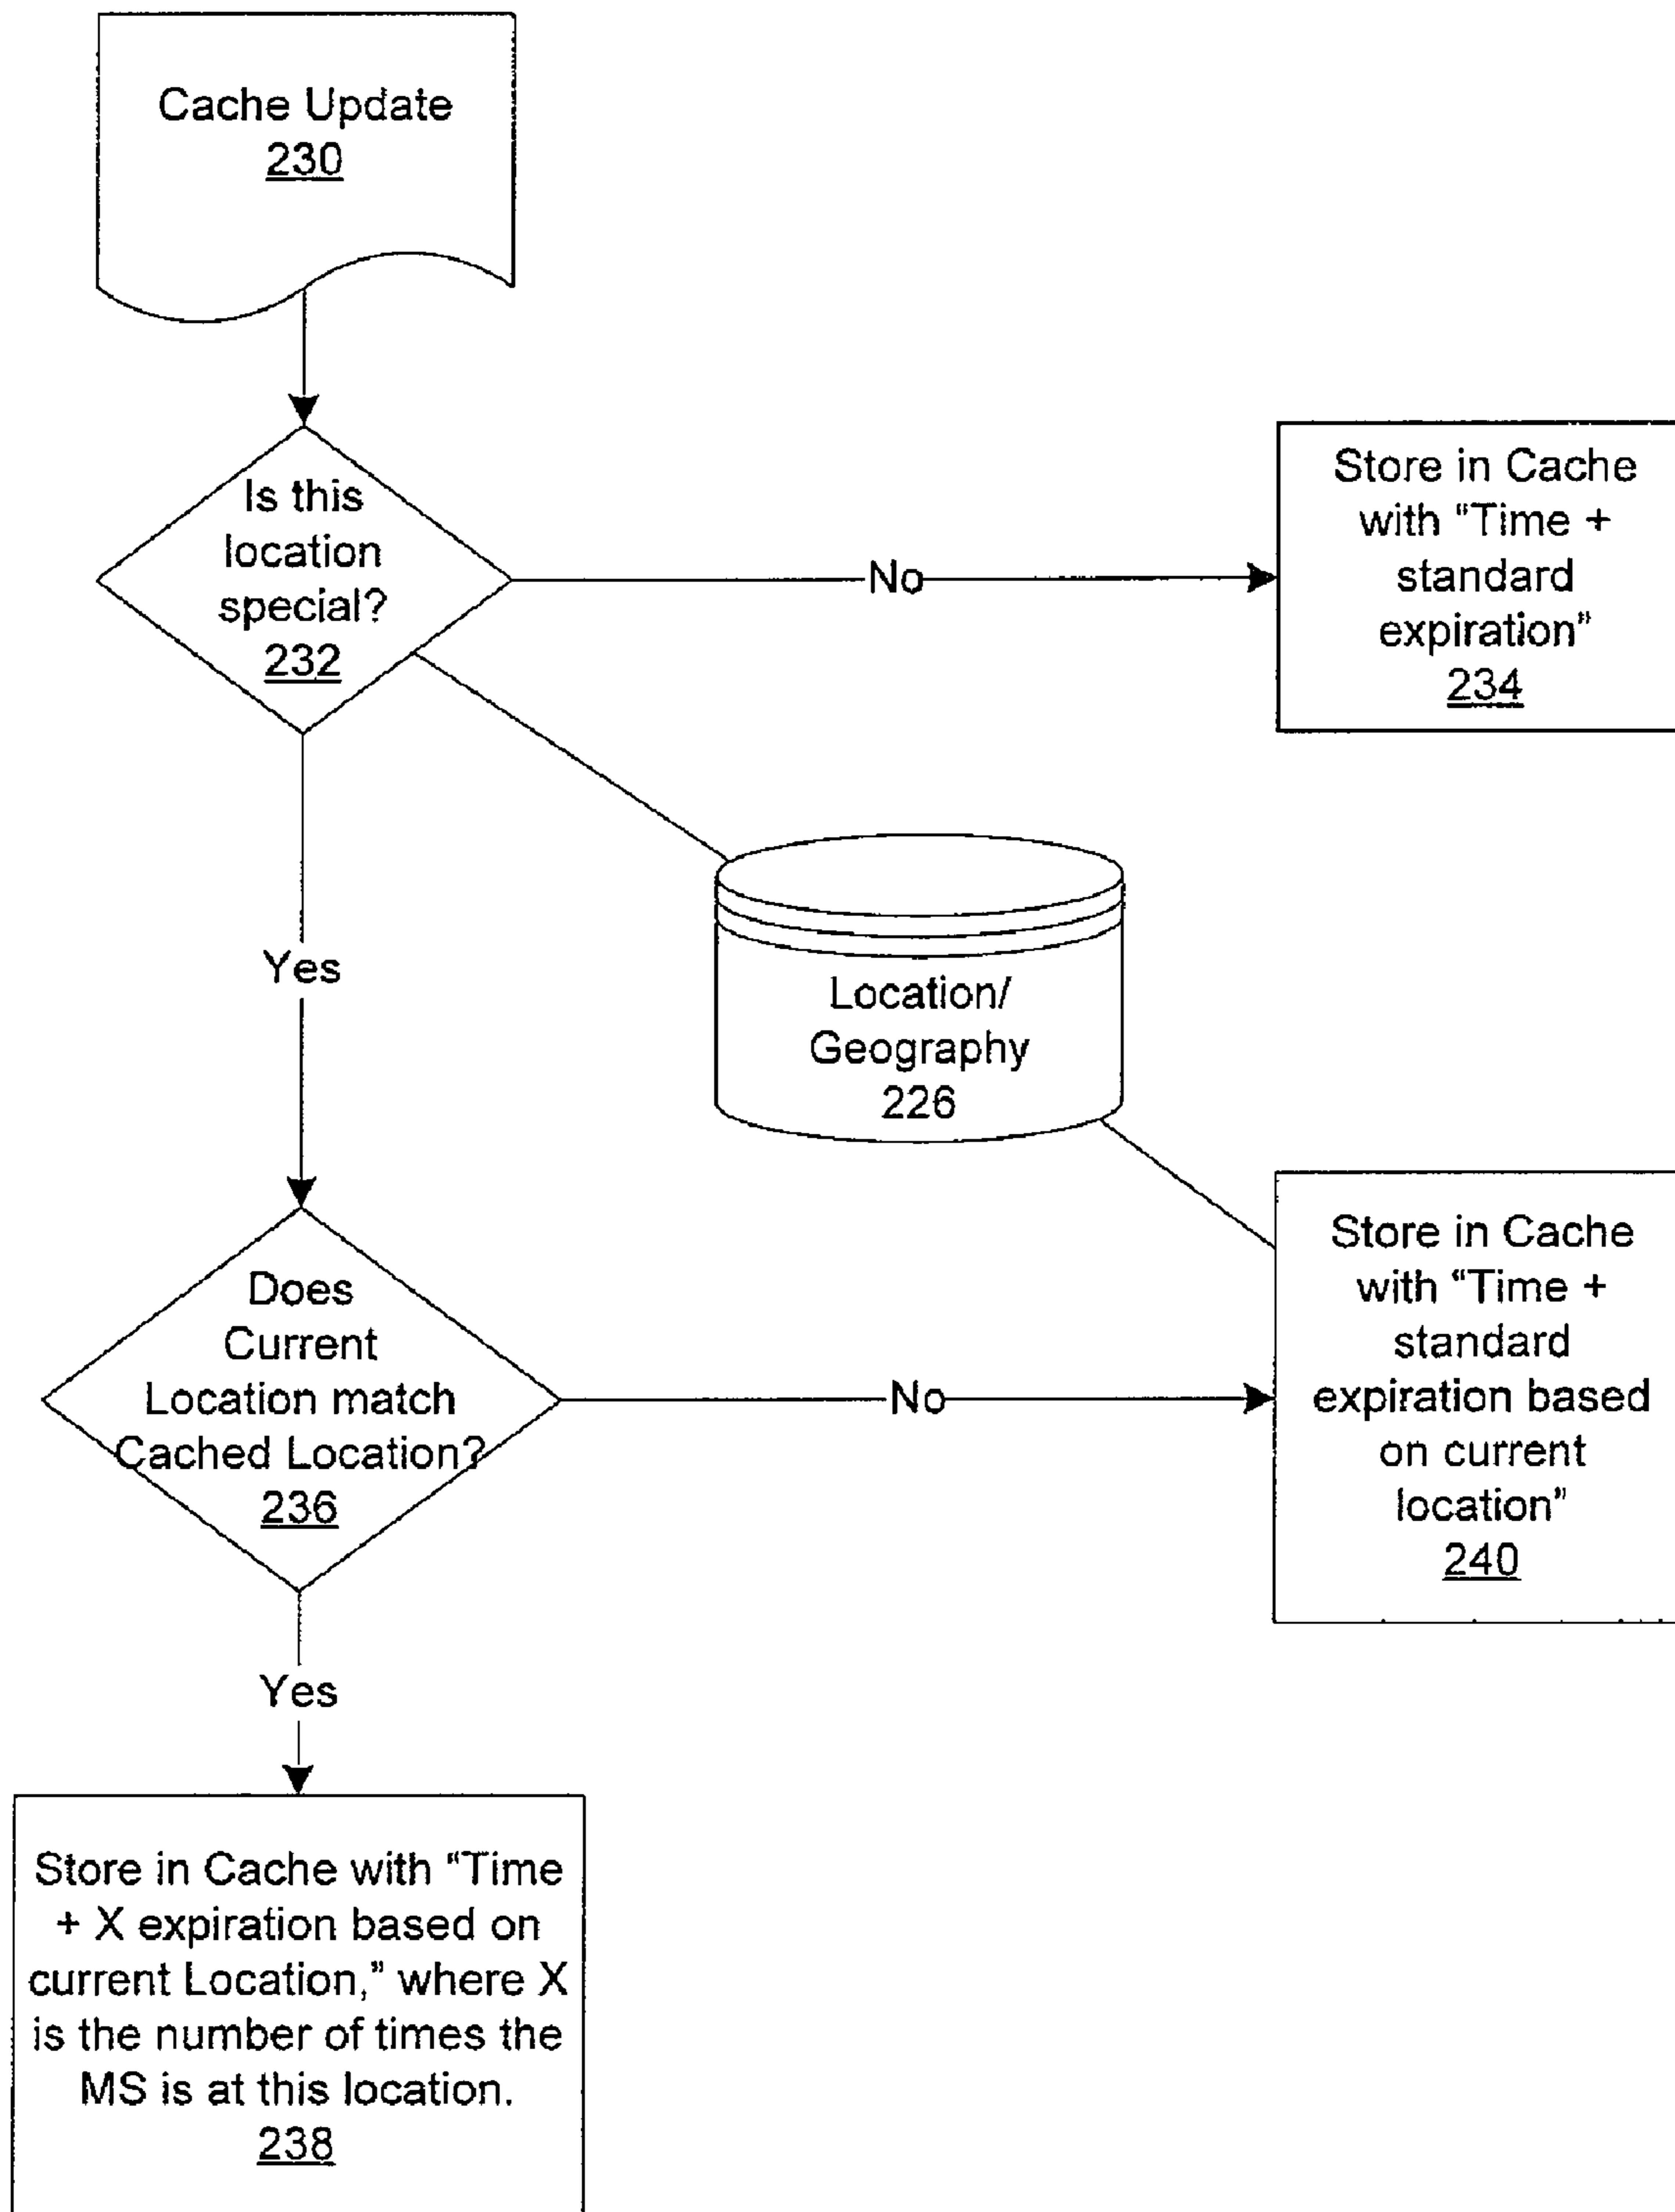 Cache Update
230
Is this
location
special?
232
No
Store in Cache
with "Time +
standard
expiration"
234
Yes
Location/
Geography
226
Does
Current
Location match
Cached Location?
236
No
Store in Cache
with “Time +
standard
expiration based
on current
location”
240
Yes
Store in Cache with “Time
+ X expiration based on
current Location,” where X
is the number of times the
MS is at this location.
238